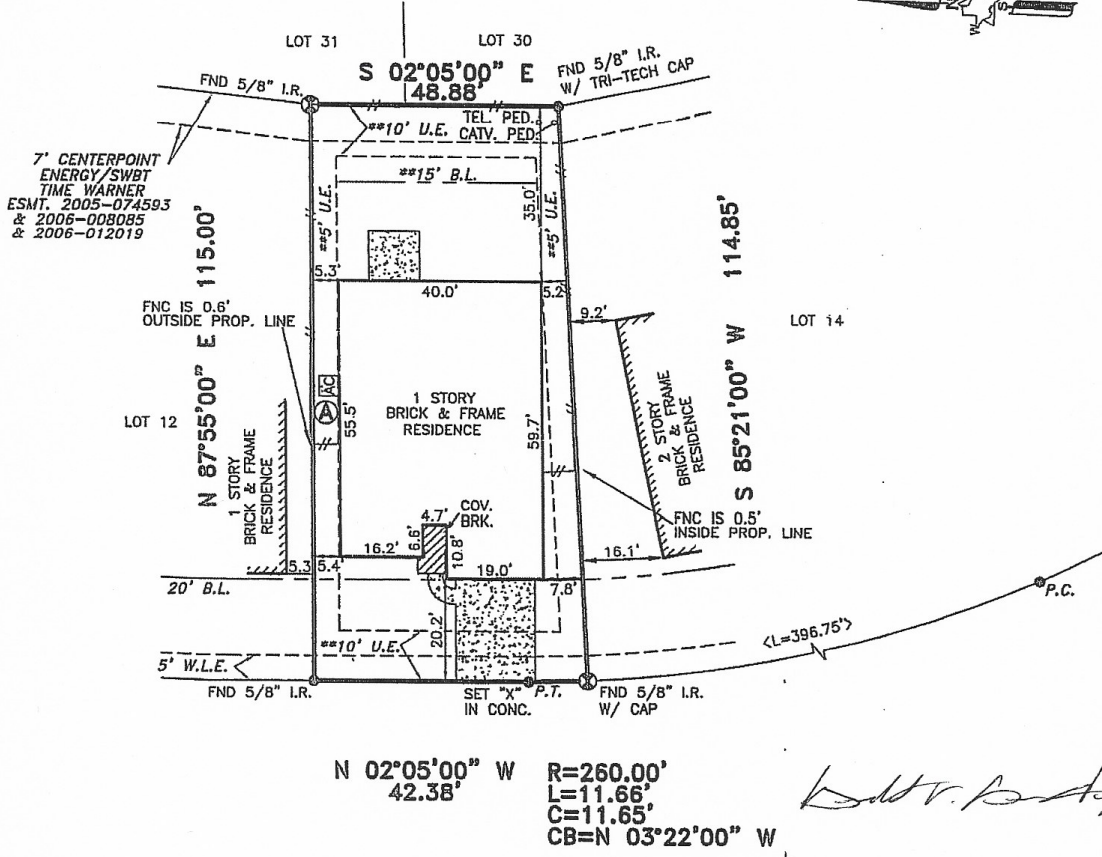 LOT 31
LOT 30
S 02°05'00" E
48.88'
FND 5/8" I.R.
FND 5/8" I.R.
W/ TRI-TECH CAP
TEL. PED.
CATV. PED.
**10' U.E.
**15' B.L.
7' CENTERPOINT
ENERGY/SWBT
TIME WARNER
ESMT. 2005-074593
& 2006-008085
& 2006-012019
**5' U.E.
35.0'
**5' U.E.
N 87°55'00" E 115.00'
S 85°21'00" W 114.85'
5.3'
40.0'
5.2'
FNC IS 0.6'
OUTSIDE PROP. LINE
9.2'
LOT 14
AC
A
55.5'
1 STORY
BRICK & FRAME
RESIDENCE
59.7'
LOT 12
1 STORY
BRICK & FRAME
RESIDENCE
2 STORY
BRICK & FRAME
RESIDENCE
COV.
BRK.
4.7'
6.6'
10.8'
FNC IS 0.5'
INSIDE PROP. LINE
16.2'
5.3'
5.4'
19.0'
7.8'
16.1'
20' B.L.
P.C.
20.2'
**10' U.E.
<L=396.75'>
5' W.L.E.
FND 5/8" I.R.
SET "X"
IN CONC.
P.T.
FND 5/8" I.R.
W/ CAP
N 02°05'00" W
42.38'
R=260.00'
L=11.66'
C=11.65'
CB=N 03°22'00" W